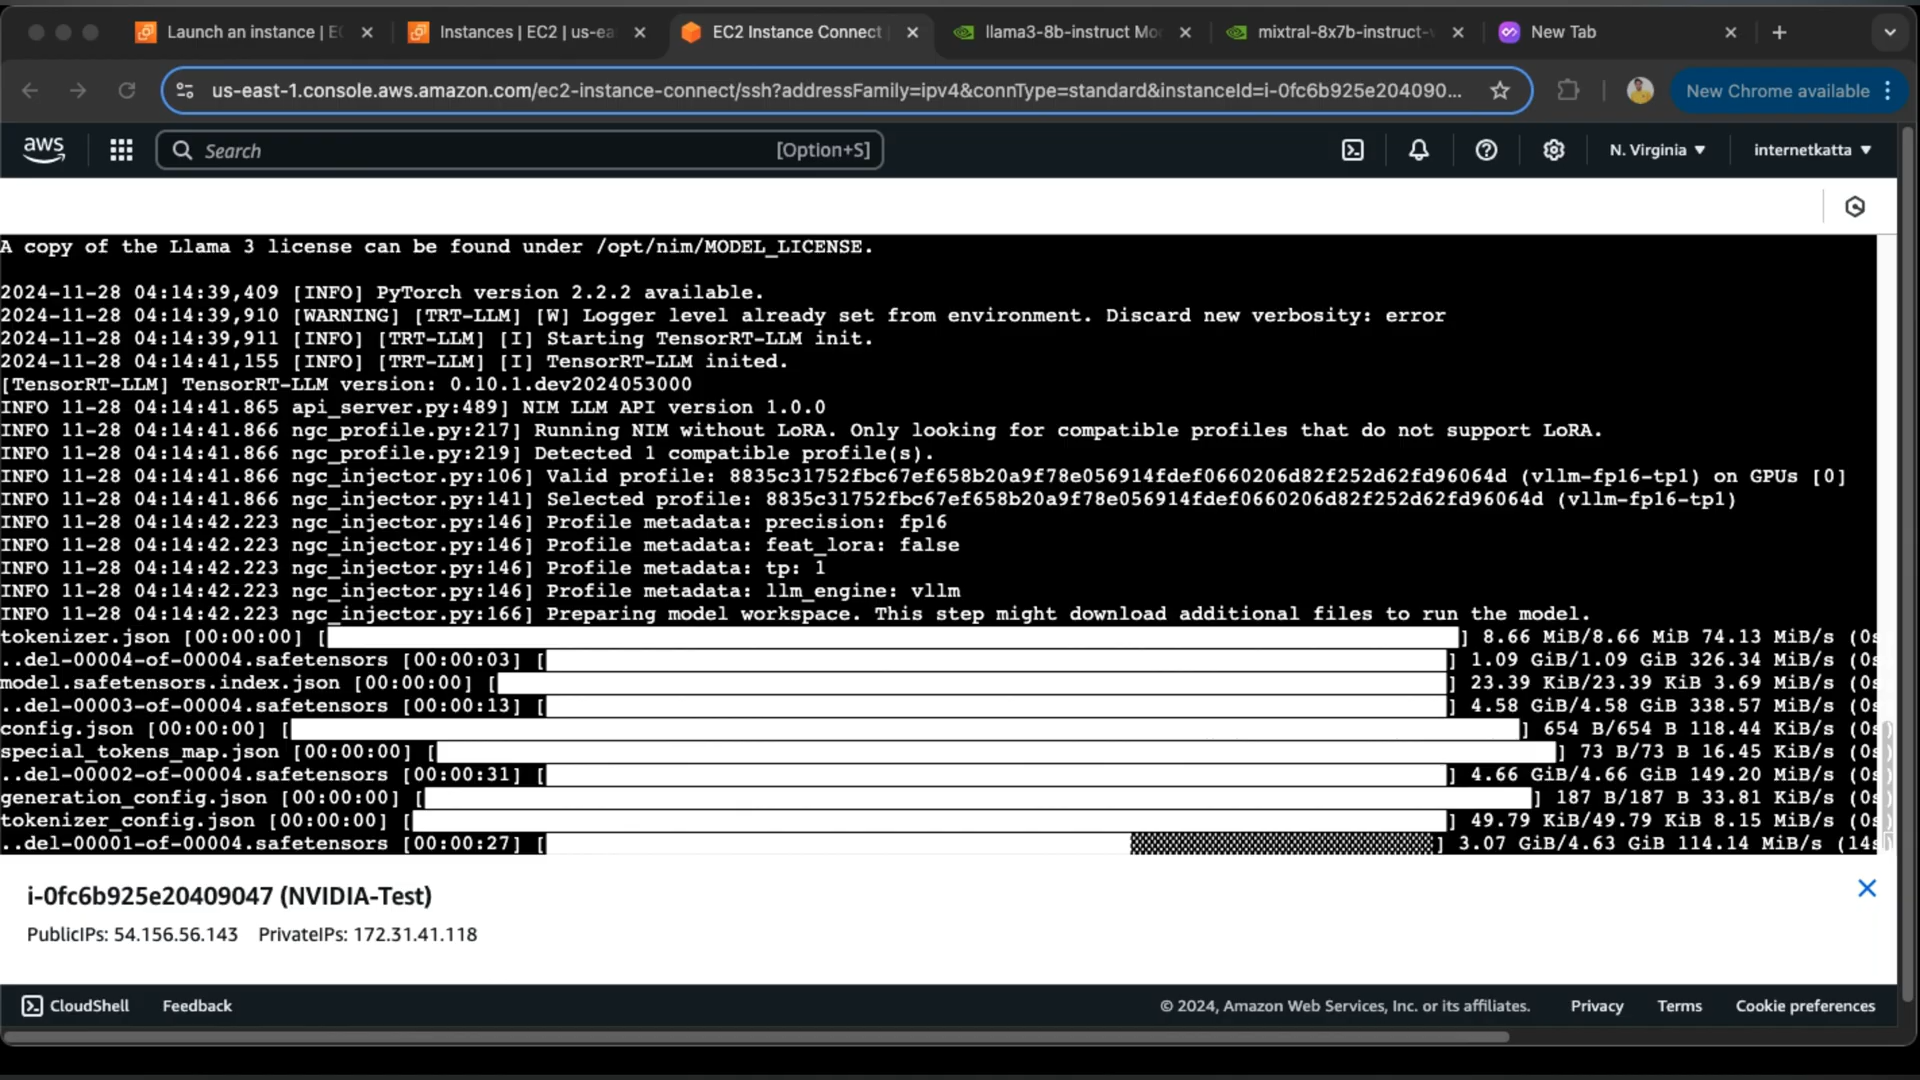 Launch an instance | EC
Instances | EC2 | us-ea
EC2 Instance Connect
llama3-8b-instruct Mo
mixtral-8x7b-instruct-v
New Tab
us-east-1.console.aws.amazon.com/ec2-instance-connect/ssh?addressFamily=ipv4&connType=standard&instanceId=i-0fc6b925e204090...
New Chrome available
aws
Search
[Option+S]
N. Virginia
internetkatta
A copy of the Llama 3 license can be found under /opt/nim/MODEL_LICENSE.
2024-11-28 04:14:39,409 [INFO] PyTorch version 2.2.2 available.
2024-11-28 04:14:39,910 [WARNING] [TRT-LLM] [W] Logger level already set from environment. Discard new verbosity: error
2024-11-28 04:14:39,911 [INFO] [TRT-LLM] [I] Starting TensorRT-LLM init.
2024-11-28 04:14:41,155 [INFO] [TRT-LLM] [I] TensorRT-LLM inited.
[TensorRT-LLM] TensorRT-LLM version: 0.10.1.dev2024053000
INFO 11-28 04:14:41.865 api_server.py:489] NIM LLM API version 1.0.0
INFO 11-28 04:14:41.866 ngc_profile.py:217] Running NIM without LoRA. Only looking for compatible profiles that do not support LoRA.
INFO 11-28 04:14:41.866 ngc_profile.py:219] Detected 1 compatible profile(s).
INFO 11-28 04:14:41.866 ngc_injector.py:106] Valid profile: 8835c31752fbc67ef658b20a9f78e056914fdef0660206d82f252d62fd96064d (vllm-fp16-tp1) on GPUs [0]
INFO 11-28 04:14:41.866 ngc_injector.py:141] Selected profile: 8835c31752fbc67ef658b20a9f78e056914fdef0660206d82f252d62fd96064d (vllm-fp16-tp1)
INFO 11-28 04:14:42.223 ngc_injector.py:146] Profile metadata: precision: fp16
INFO 11-28 04:14:42.223 ngc_injector.py:146] Profile metadata: feat_lora: false
INFO 11-28 04:14:42.223 ngc_injector.py:146] Profile metadata: tp: 1
INFO 11-28 04:14:42.223 ngc_injector.py:146] Profile metadata: llm_engine: vllm
INFO 11-28 04:14:42.223 ngc_injector.py:166] Preparing model workspace. This step might download additional files to run the model.
tokenizer.json [00:00:00] [ ] 8.66 MiB/8.66 MiB 74.13 MiB/s (0s
..del-00004-of-00004.safetensors [00:00:03] [ ] 1.09 GiB/1.09 GiB 326.34 MiB/s (0s
model.safetensors.index.json [00:00:00] [ ] 23.39 KiB/23.39 KiB 3.69 MiB/s (0s
..del-00003-of-00004.safetensors [00:00:13] [ ] 4.58 GiB/4.58 GiB 338.57 MiB/s (0s
config.json [00:00:00] [ ] 654 B/654 B 118.44 KiB/s (0s)
special_tokens_map.json [00:00:00] [ ] 73 B/73 B 16.45 KiB/s (0s)
..del-00002-of-00004.safetensors [00:00:31] [ ] 4.66 GiB/4.66 GiB 149.20 MiB/s (0s)
generation_config.json [00:00:00] [ ] 187 B/187 B 33.81 KiB/s (0s)
tokenizer_config.json [00:00:00] [ ] 49.79 KiB/49.79 KiB 8.15 MiB/s (0s)
..del-00001-of-00004.safetensors [00:00:27] [ ] 3.07 GiB/4.63 GiB 114.14 MiB/s (14s)
i-0fc6b925e20409047 (NVIDIA-Test)
PublicIPs: 54.156.56.143 PrivateIPs: 172.31.41.118
CloudShell
Feedback
© 2024, Amazon Web Services, Inc. or its affiliates.
Privacy
Terms
Cookie preferences